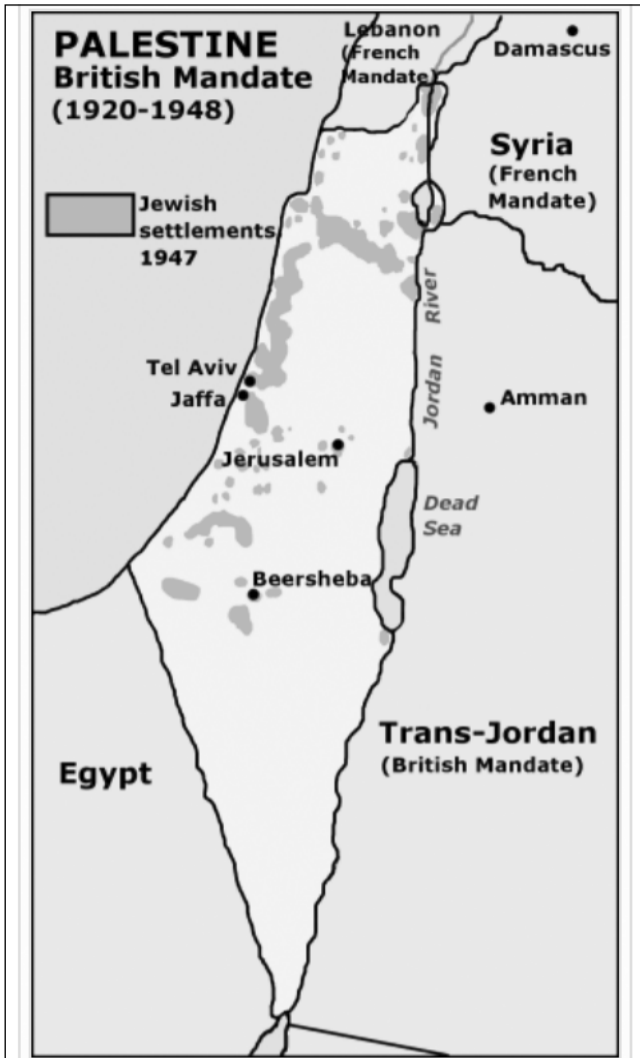 PALESTINE
British Mandate
(1920-1948)
Lebanon
(French
Mandate)
Damascus
Syria
(French
Mandate)
Jewish
settlements
1947
River
Jordan
Tel Aviv
Jaffa
Amman
Jerusalem
Dead
Sea
Beersheba
Egypt
Trans-Jordan
(British Mandate)